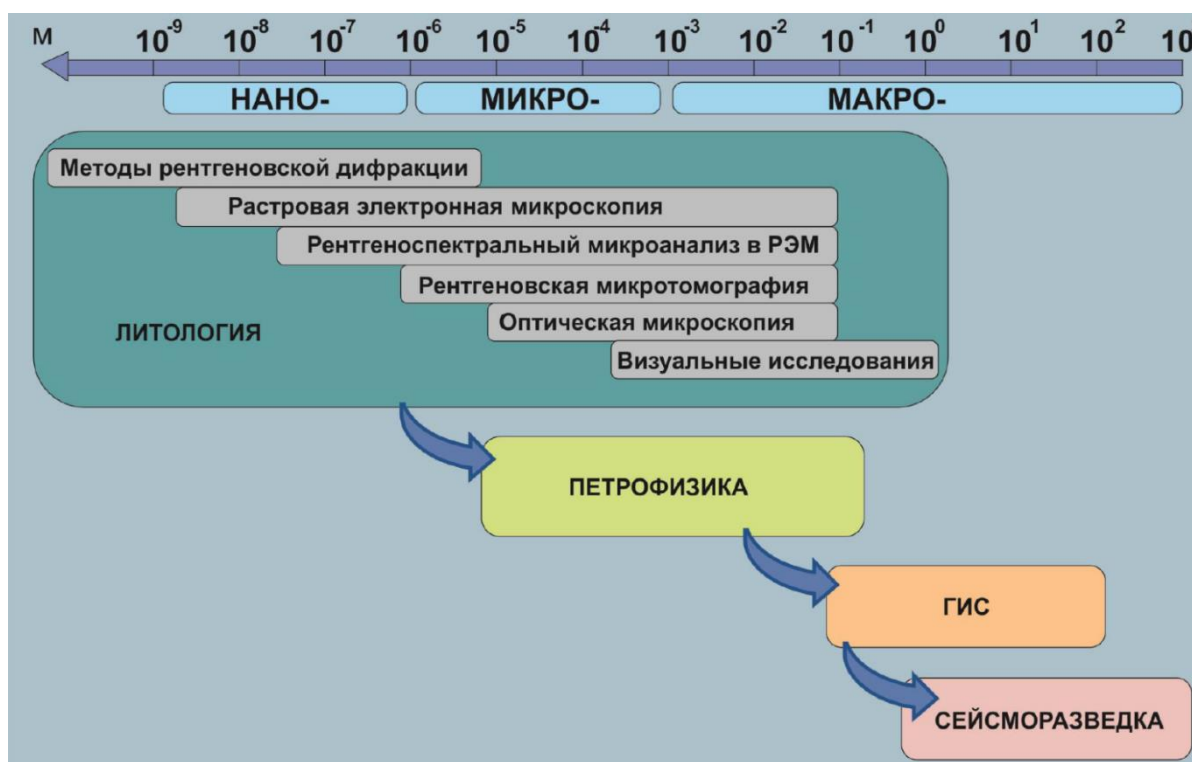 М 10⁻⁹ 10⁻⁸ 10⁻⁷ 10⁻⁶ 10⁻⁵ 10⁻⁴ 10⁻³ 10⁻² 10⁻¹ 10⁰ 10¹ 10² 10
НАНО- МИКРО- МАКРО-
Методы рентгеновской дифракции
Растровая электронная микроскопия
Рентгеноспектральный микроанализ в РЭМ
Рентгеновская микротомография
Оптическая микроскопия
ЛИТОЛОГИЯ
Визуальные исследования
ПЕТРОФИЗИКА
ГИС
СЕЙСМОРАЗВЕДКА